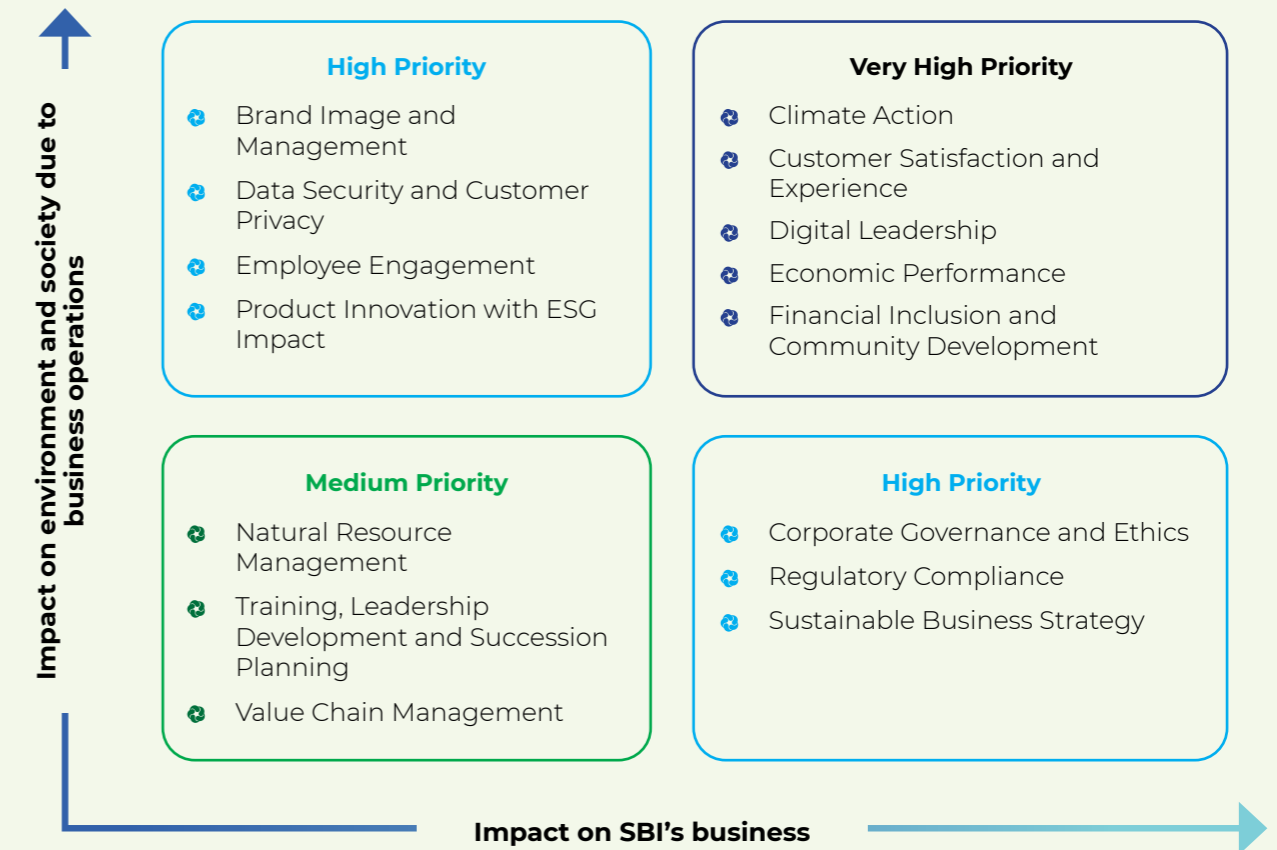 Impact on environment and society due to
business operations
High Priority
Brand Image and
Management
Data Security and Customer
Privacy
Employee Engagement
Product Innovation with ESG
Impact
Very High Priority
Climate Action
Customer Satisfaction and
Experience
Digital Leadership
Economic Performance
Financial Inclusion and
Community Development
Medium Priority
Natural Resource
Management
Training, Leadership
Development and Succession
Planning
Value Chain Management
High Priority
Corporate Governance and Ethics
Regulatory Compliance
Sustainable Business Strategy
Impact on SBI’s business